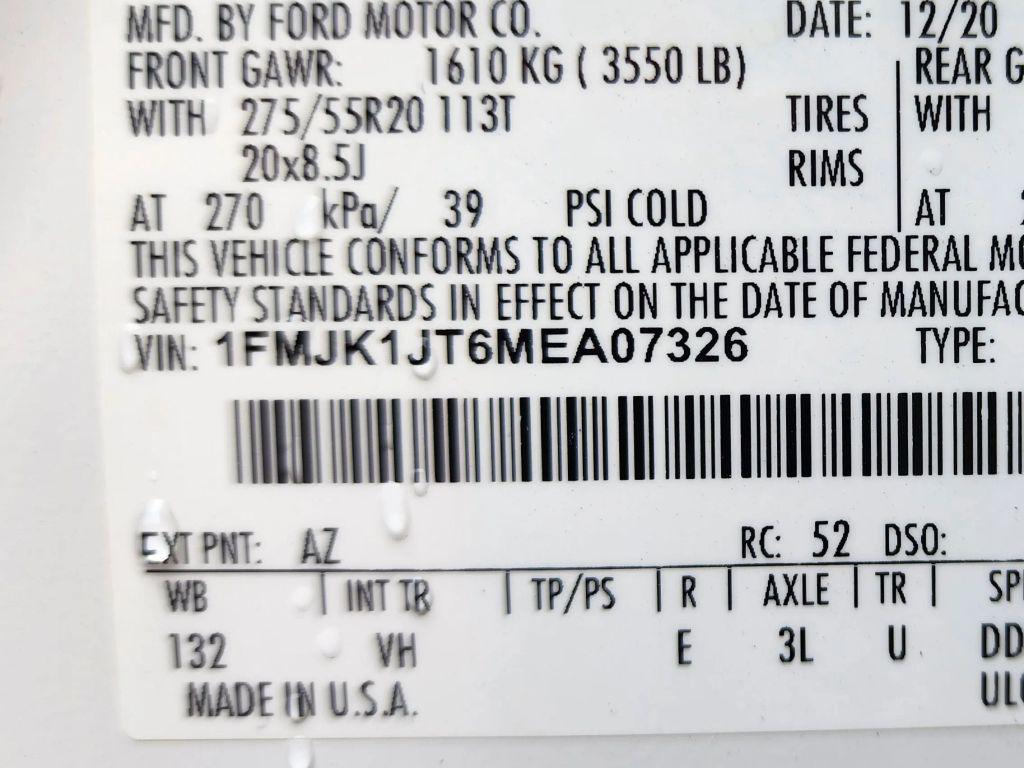 MFD. BY FORD MOTOR CO. DATE: 12/20
FRONT GAWR: 1610 KG ( 3550 LB) REAR G
WITH 275/55R20 113T TIRES WITH
20x8.5J RIMS
AT 270 kPa/ 39 PSI COLD AT
THIS VEHICLE CONFORMS TO ALL APPLICABLE FEDERAL MO
SAFETY STANDARDS IN EFFECT ON THE DATE OF MANUFAC
VIN: 1FMJK1JT6MEA07326 TYPE:
EXT PNT: AZ RC: 52 DSO:
WB | INT TR | TP/PS | R | AXLE | TR | SP
132 VH E 3L U DD
MADE IN U.S.A. UL